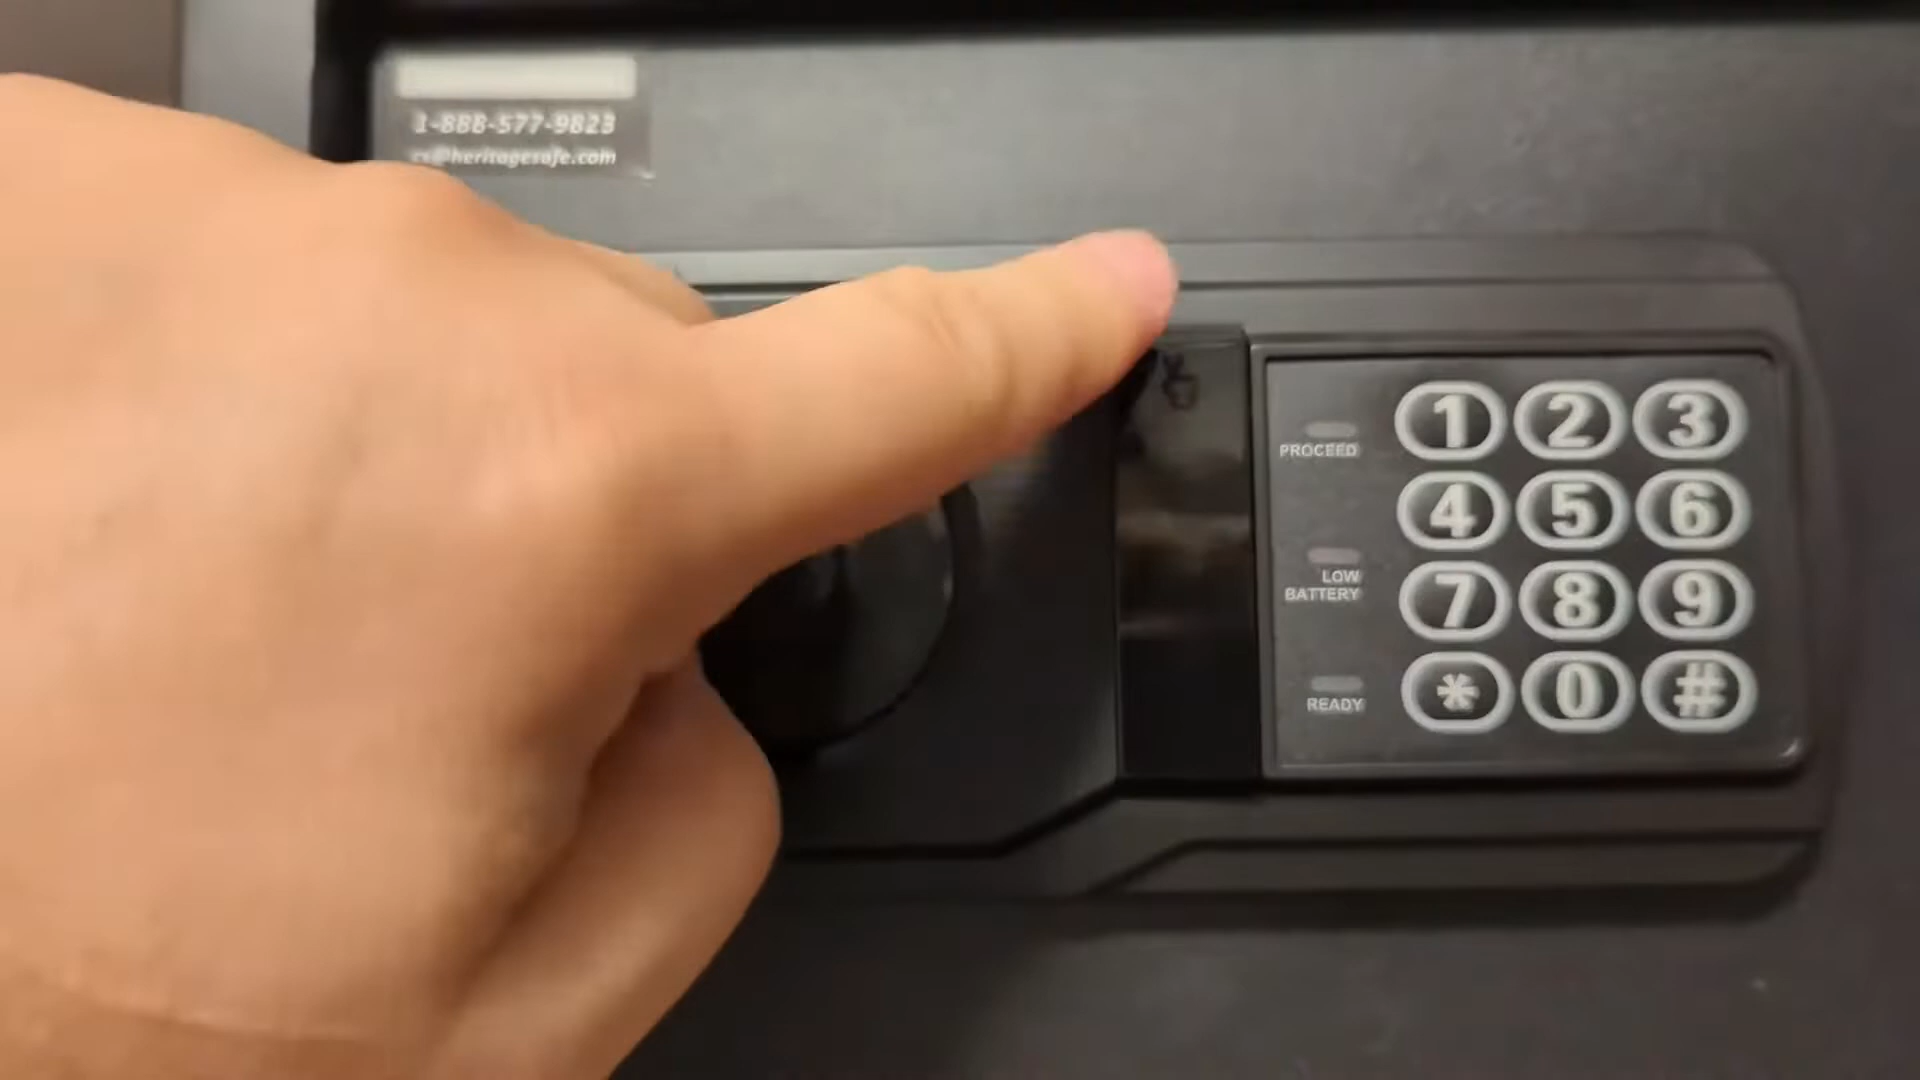 1-888-577-9823
cs@heritagesafe.com
PROCEED
LOW
BATTERY
READY
1 2 3
4 5 6
7 8 9
* 0 #